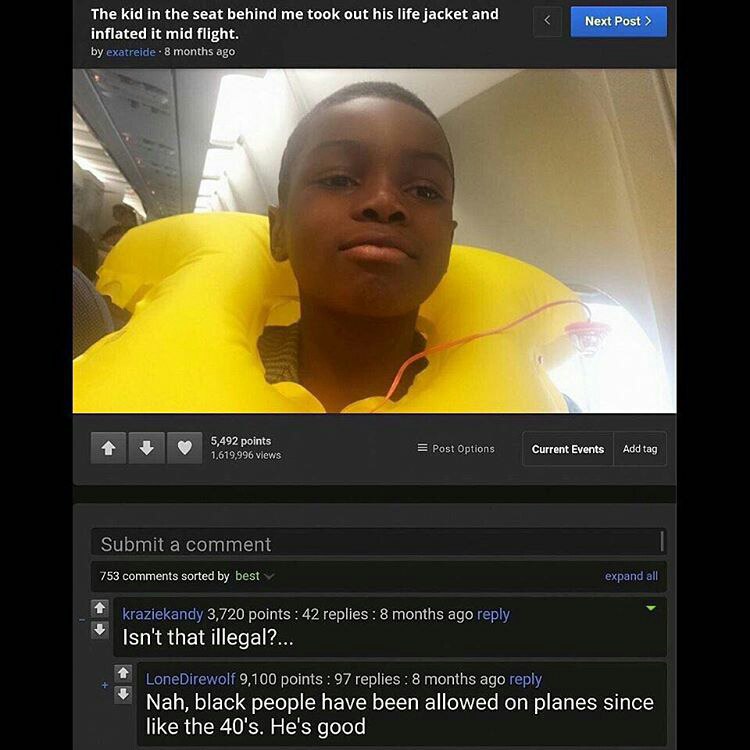 The kid in the seat behind me took out his life jacket and
inflated it mid flight.
by exatreide · 8 months ago
< Next Post >
5,492 points
1,619,996 views
Post Options
Current Events
Add tag
Submit a comment
753 comments sorted by best
expand all
kraziekandy 3,720 points : 42 replies : 8 months ago reply
Isn't that illegal?...
LoneDirewolf 9,100 points : 97 replies : 8 months ago reply
Nah, black people have been allowed on planes since
like the 40's. He's good